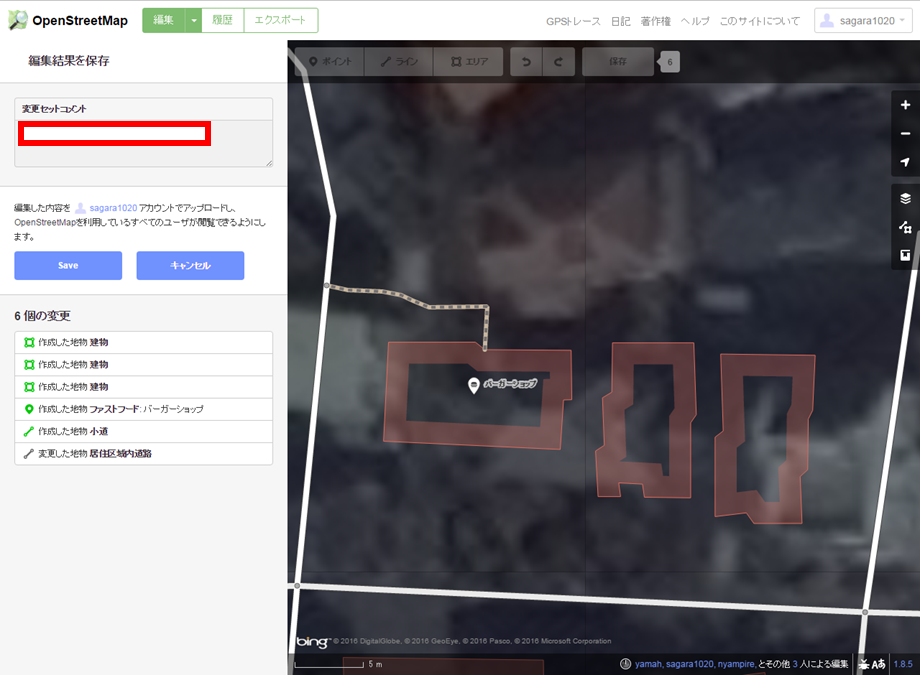 OpenStreetMap
編集 履歴 エクスポート
GPSトレース 日記 著作権 ヘルプ このサイトについて
sagara1020
編集結果を保存
ポイント ライン エリア 保存 6
変更セットコメント
編集した内容を sagara1020 アカウントでアップロードし、
OpenStreetMapを利用しているすべてのユーザが閲覧できるようにし
ます。
Save キャンセル
6 個の変更
作成した地物 建物
作成した地物 建物
作成した地物 建物
作成した地物 ファストフード: バーガーショップ
作成した地物 小道
変更した地物 居住区域内道路
バーガーショップ
bing © 2016 DigitalGlobe, © 2016 GeoEye, © 2016 Pasco, © 2016 Microsoft Corporation
5 m
yamah, sagara1020, nyampire, とその他 3 人による編集
Aあ 1.8.5